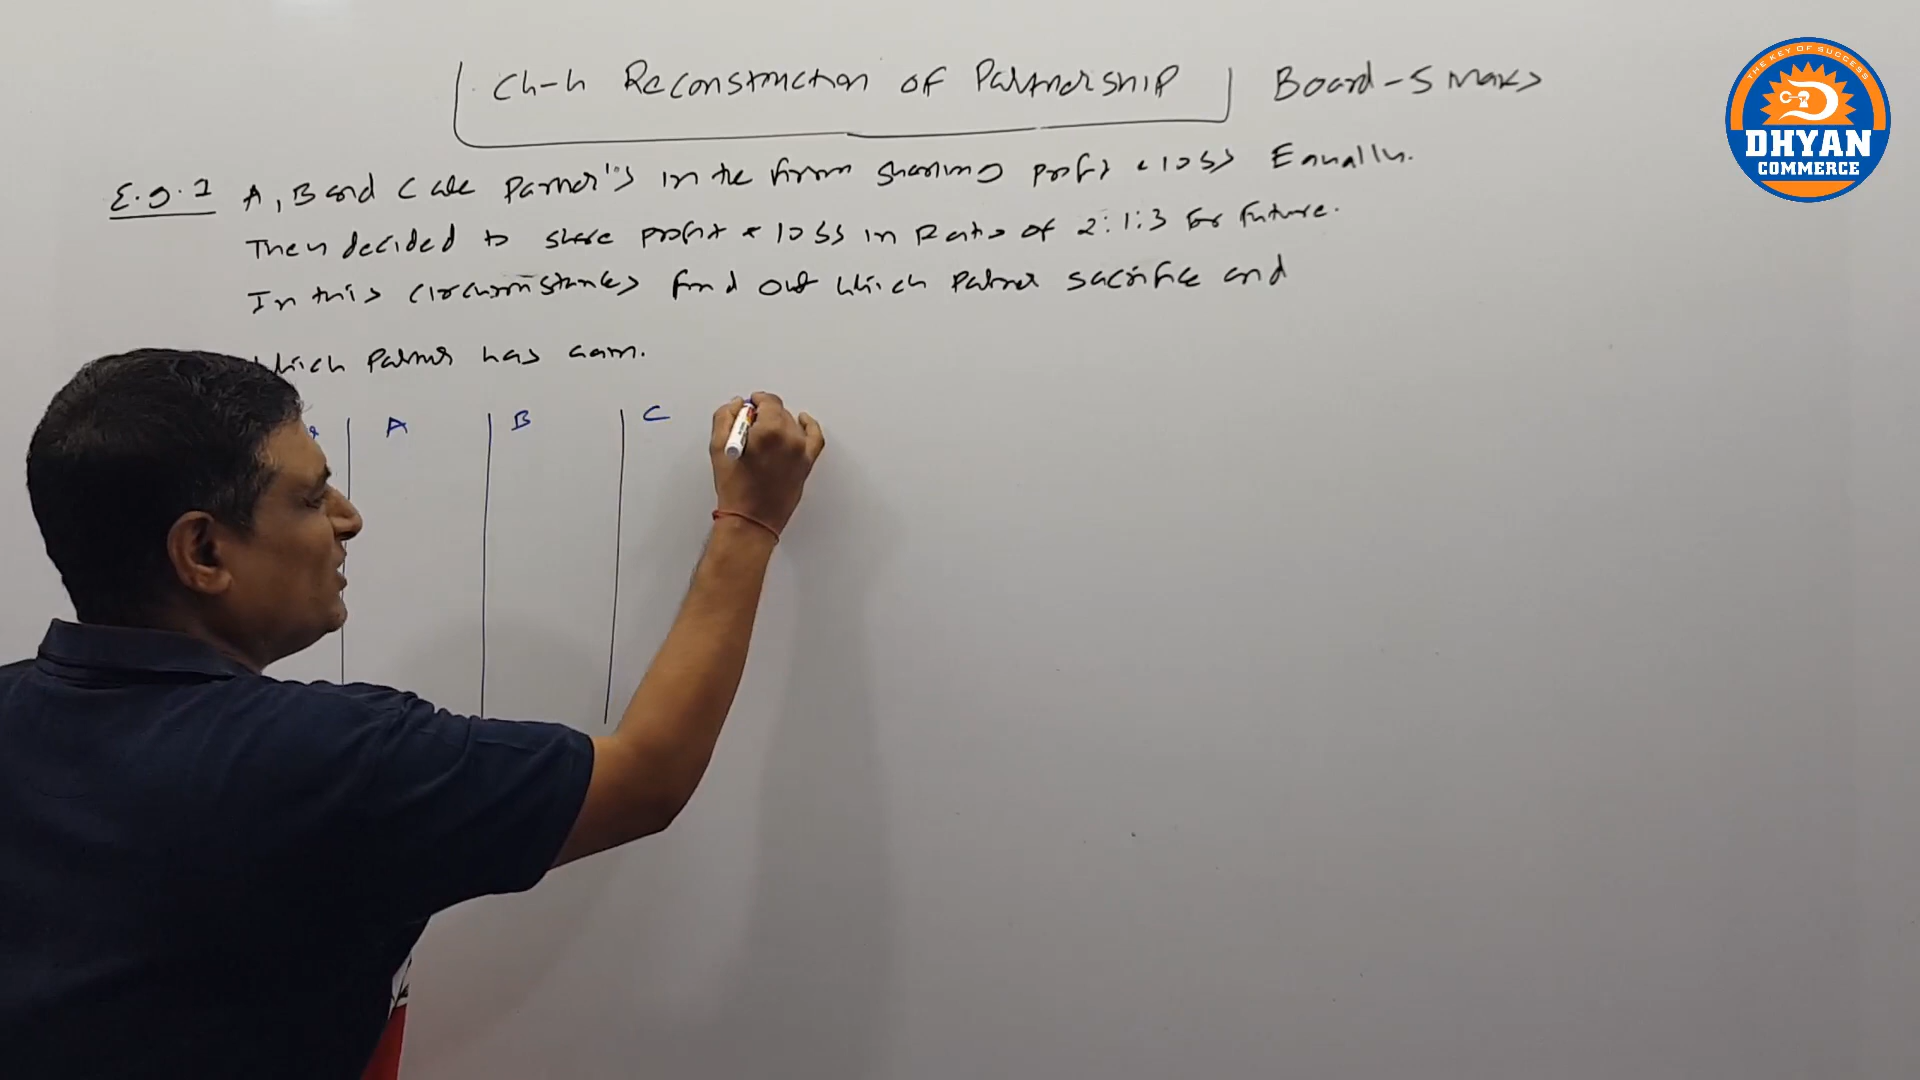 Ch-4 Reconstruction of Partnership Board-5 Marks
E.g.1 A, B and C are Partner's in the firm sharing profit & loss Equally.
They decided to share profit & loss in Ratio of 2:1:3 for future.
In this circumstances find out which Partner sacrifice and
which Partner has gain.
A B C
THE KEY OF SUCCESS
DHYAN
COMMERCE